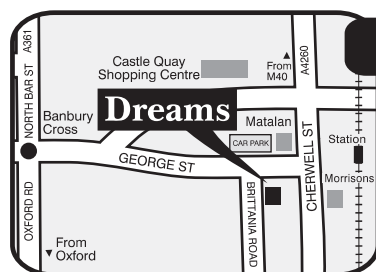 A361
NORTH BAR ST
Castle Quay
Shopping Centre
From
M40
A4260
Dreams
Banbury
Cross
Matalan
CAR PARK
GEORGE ST
CHERWELL ST
Station
Morrisons
BRITTANIA ROAD
OXFORD RD
From
Oxford